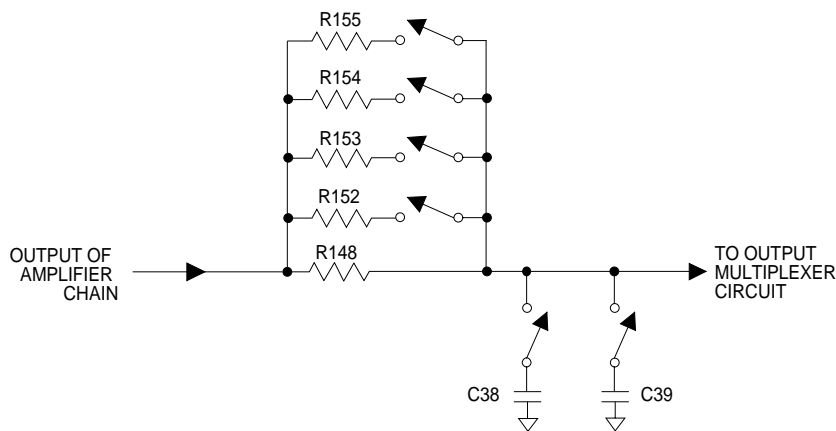 R155
R154
R153
R152
R148
OUTPUT OF
AMPLIFIER
CHAIN
TO OUTPUT
MULTIPLEXER
CIRCUIT
C38
C39